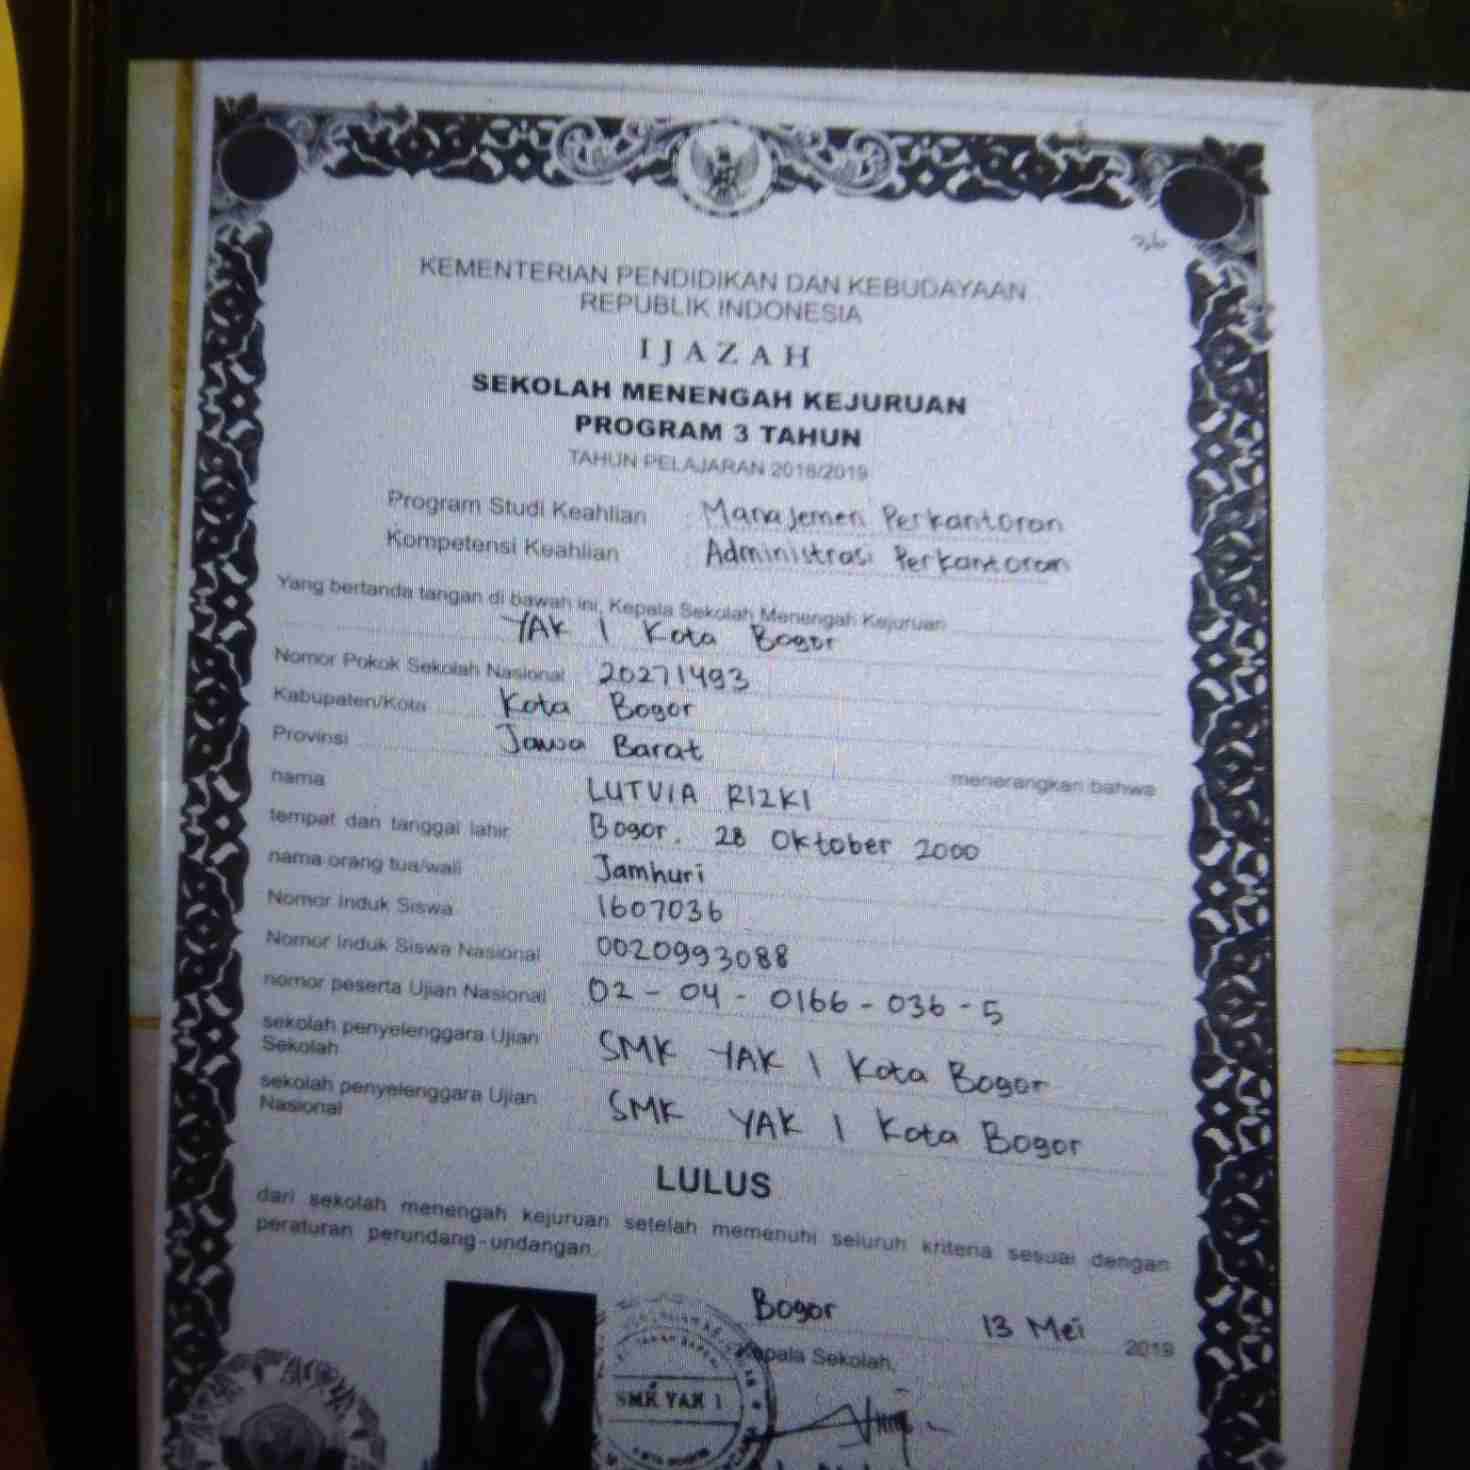 KEMENTERIAN PENDIDIKAN DAN KEBUDAYAAN
REPUBLIK INDONESIA
IJAZAH
SEKOLAH MENENGAH KEJURUAN
PROGRAM 3 TAHUN
TAHUN PELAJARAN 2018/2019
Program Studi Keahlian : Manajemen Perkantoran
Kompetensi Keahlian : Administrasi Perkantoran
Yang bertanda tangan di bawah ini, Kepala Sekolah Menengah Kejuruan
YAK 1 Kota Bogor
Nomor Pokok Sekolah Nasional 20271493
Kabupaten/Kota Kota Bogor
Provinsi Jawa Barat menerangkan bahwa
nama LUTVIA RIZKI
tempat dan tanggal lahir Bogor, 28 Oktober 2000
nama orang tua/wali Jamhuri
Nomor Induk Siswa 1607036
Nomor Induk Siswa Nasional 0020993088
nomor peserta Ujian Nasional 02-04-0166-036-5
sekolah penyelenggara Ujian
Sekolah SMK YAK 1 Kota Bogor
sekolah penyelenggara Ujian
Nasional SMK YAK 1 Kota Bogor
LULUS
dari sekolah menengah kejuruan setelah memenuhi seluruh kriteria sesuai dengan
peraturan perundang-undangan.
Bogor 13 Mei 2019
Kepala Sekolah,
SMK YAK 1